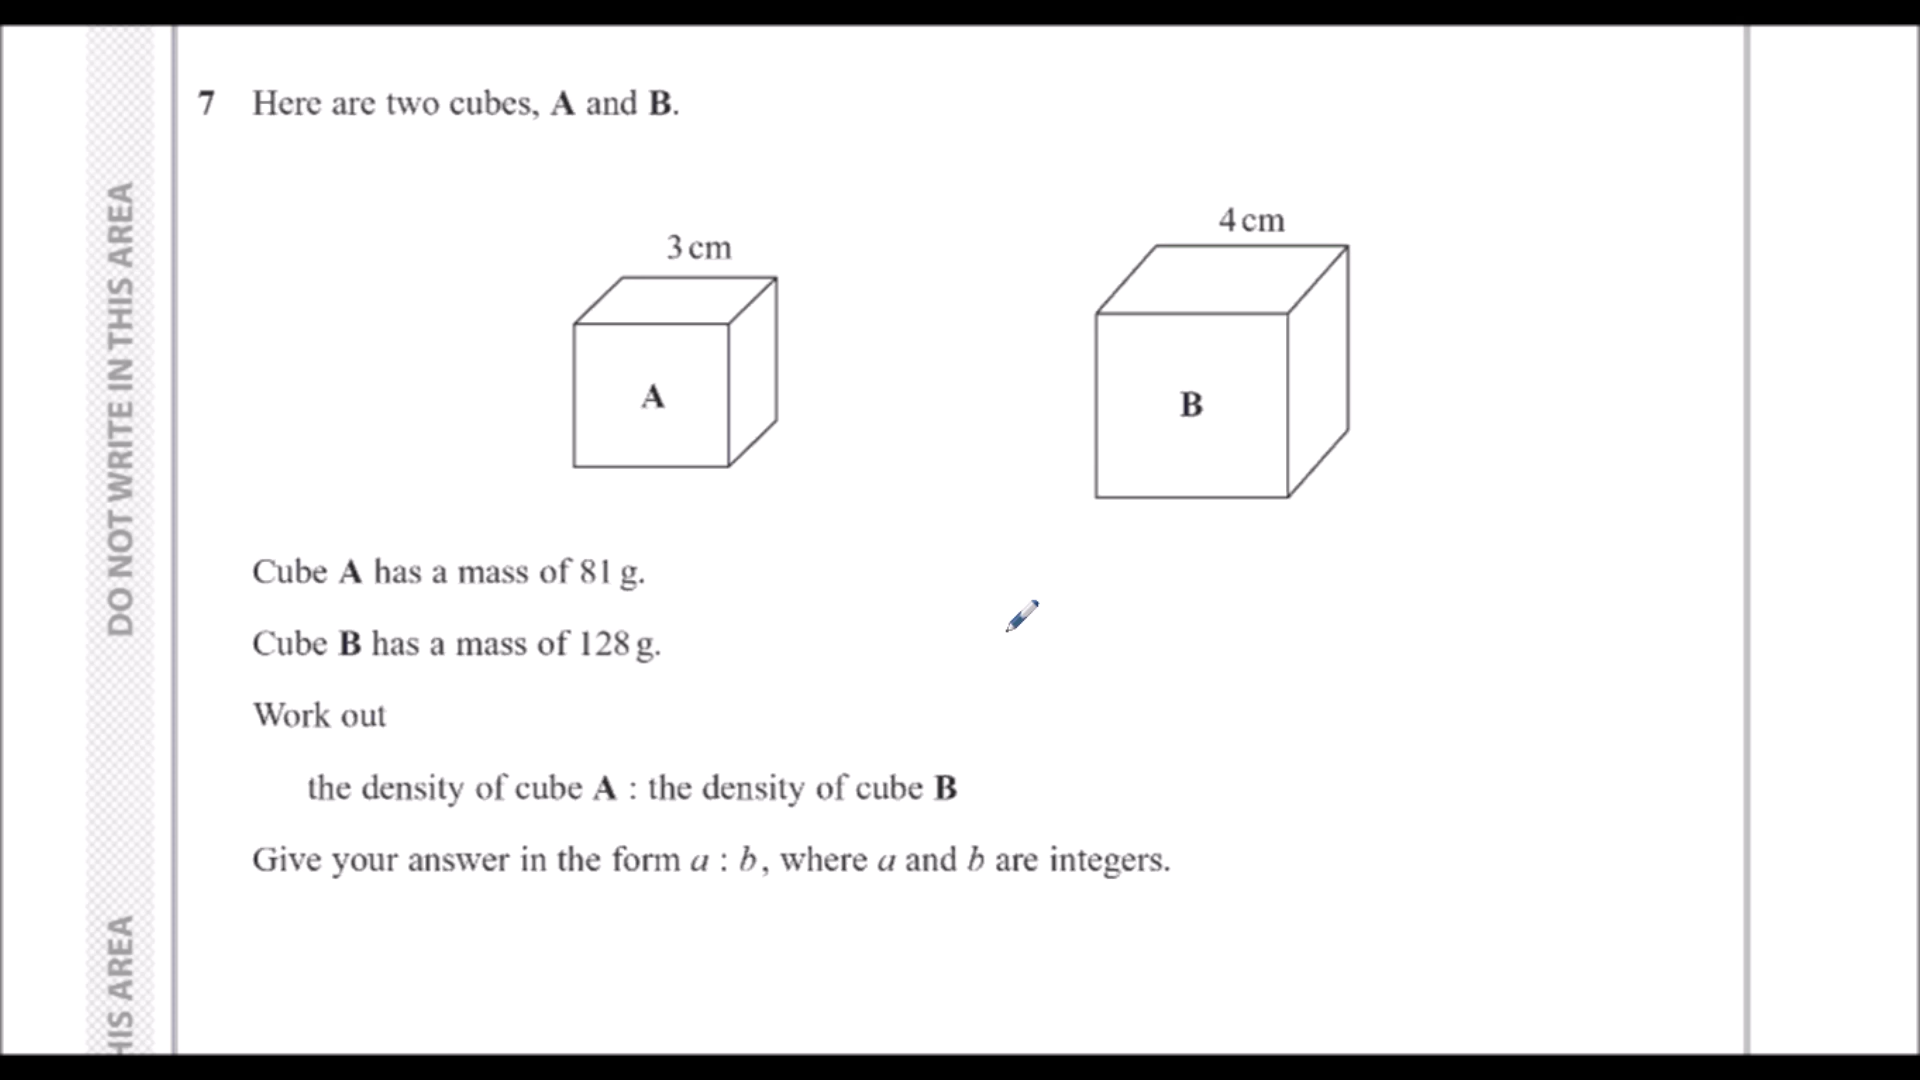 DO NOT WRITE IN THIS AREA
HIS AREA
7 Here are two cubes, A and B.
3 cm
4 cm
A
B
Cube A has a mass of 81 g.
Cube B has a mass of 128 g.
Work out
the density of cube A : the density of cube B
Give your answer in the form a : b, where a and b are integers.